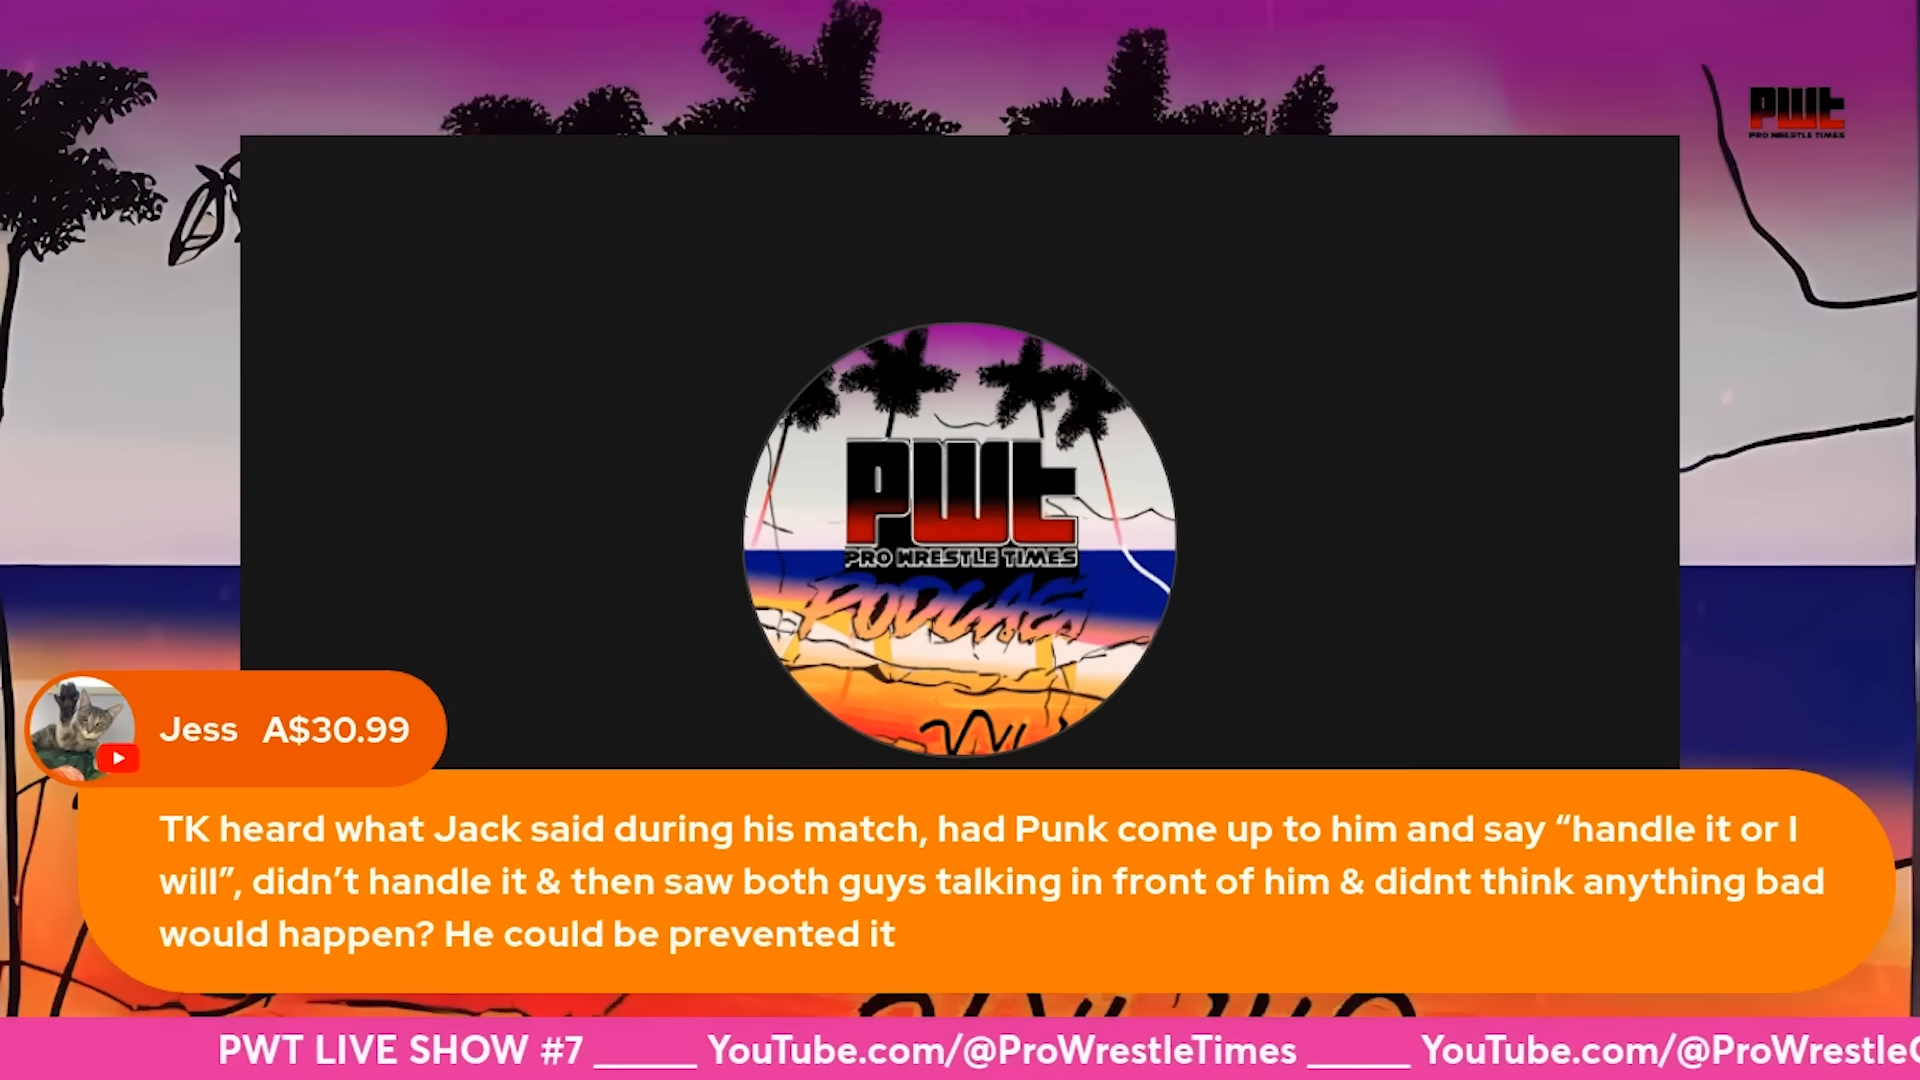 PWT
PRO WRESTLE TIMES
PWT
PRO WRESTLE TIMES
Jess A$30.99
TK heard what Jack said during his match, had Punk come up to him and say “handle it or I
will”, didn’t handle it & then saw both guys talking in front of him & didnt think anything bad
would happen? He could be prevented it
PWT LIVE SHOW #7 ______ YouTube.com/@ProWrestleTimes ______ YouTube.com/@ProWrestle